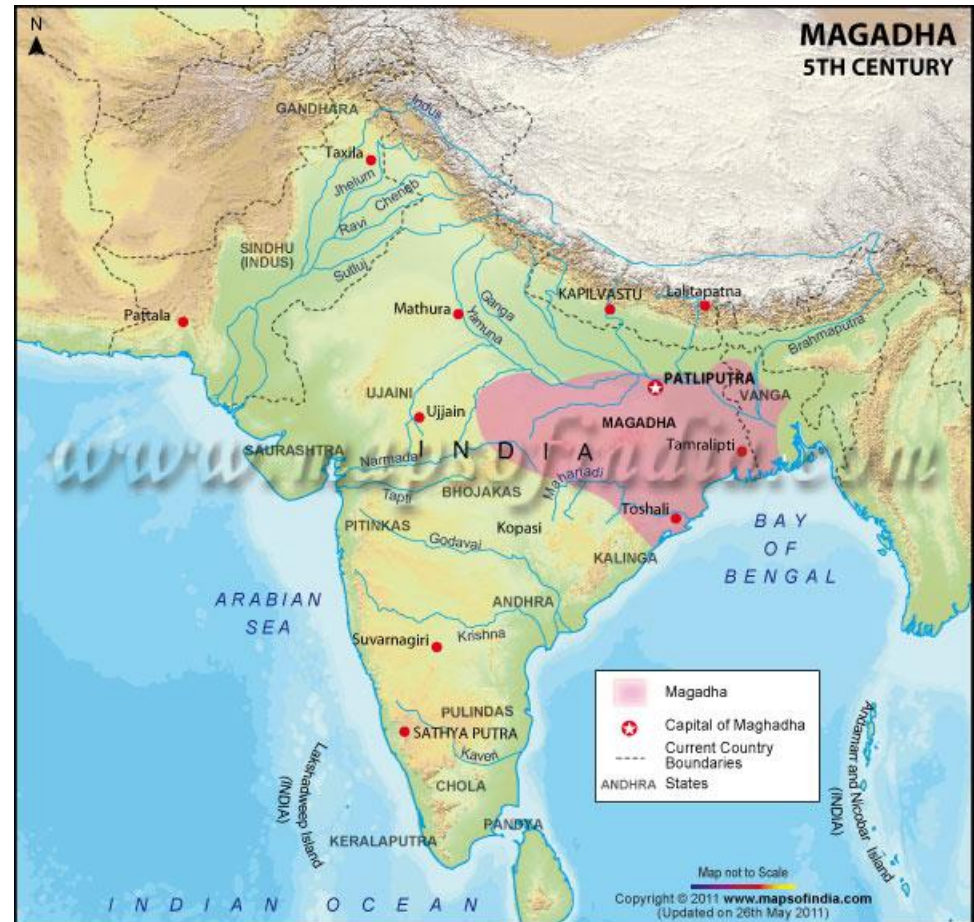 MAGADHA
5TH CENTURY
N
GANDHARA
Indus
Taxila
Jhelum
Cheneb
Ravi
SINDHU
(INDUS)
Sutluj
Pattala
Mathura
Ganga
Yamuna
KAPILVASTU
Lalitapatna
Brahmaputra
PATLIPUTRA
VANGA
UJAINI
Ujjain
MAGADHA
Tamralipti
INDIA
www.mapsofindia.com
SAURASHTRA
Narmada
Mahanadi
Tapti
BHOJAKAS
Toshali
PITINKAS
Kopasi
Godavai
KALINGA
BAY
OF
BENGAL
ARABIAN
SEA
ANDHRA
Krishna
Suvarnagiri
PULINDAS
SATHYA PUTRA
Kaveri
CHOLA
Lakshadweep Island
(INDIA)
KERALAPUTRA
PANDYA
Magadha
Capital of Maghadha
Current Country
Boundaries
ANDHRA States
Andaman and Nicobar Island
(INDIA)
Map not to Scale
Copyright © 2011 www.mapsofindia.com
(Updated on 26th May 2011)
INDIAN OCEAN